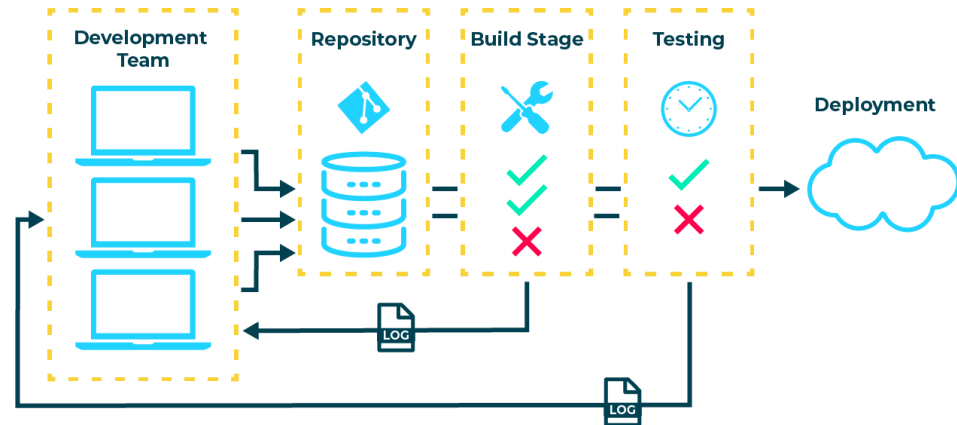 Development
Team
Repository
Build Stage
Testing
Deployment
LOG
LOG